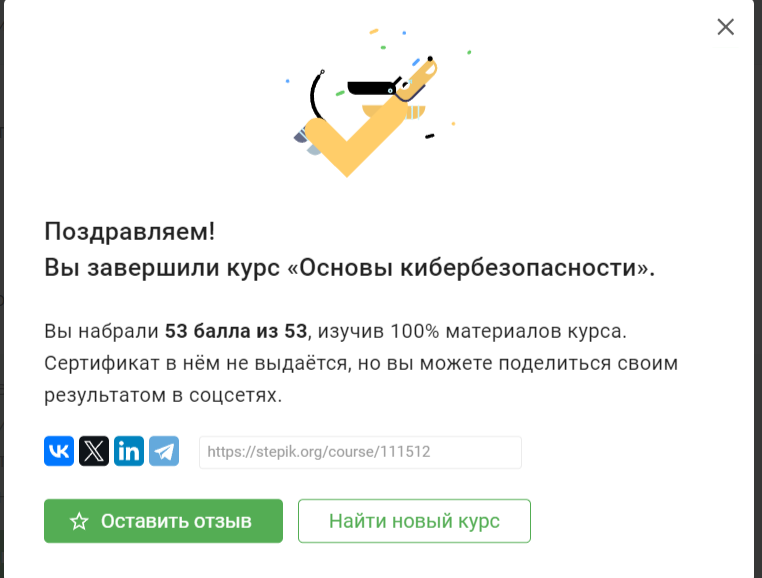 Поздравляем!
Вы завершили курс «Основы кибербезопасности».
Вы набрали 53 балла из 53, изучив 100% материалов курса.
Сертификат в нём не выдаётся, но вы можете поделиться своим
результатом в соцсетях.
https://stepik.org/course/111512
Оставить отзыв
Найти новый курс